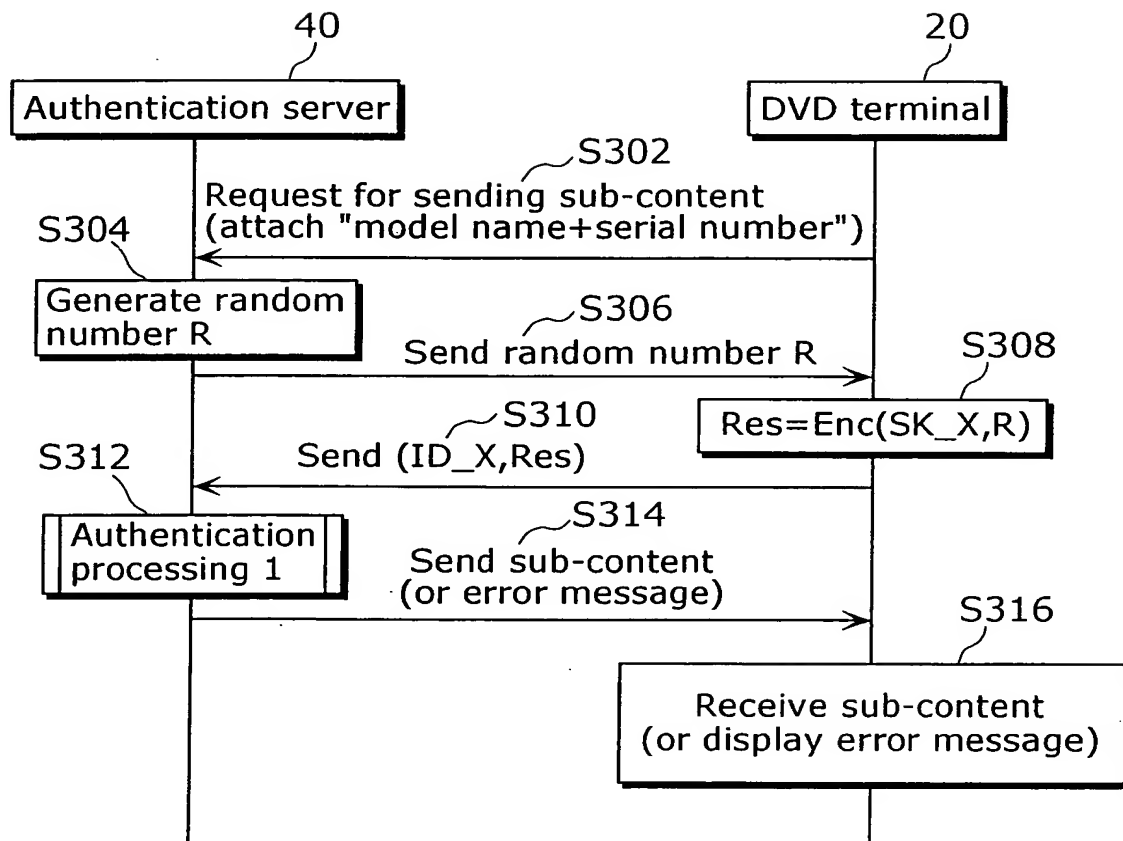 40
20
Authentication server
DVD terminal
S302
Request for sending sub-content
(attach "model name+serial number")
S304
Generate random
number R
S306
Send random number R
S308
Res=Enc(SK_X,R)
S310
Send (ID_X,Res)
S312
Authentication
processing 1
S314
Send sub-content
(or error message)
S316
Receive sub-content
(or display error message)